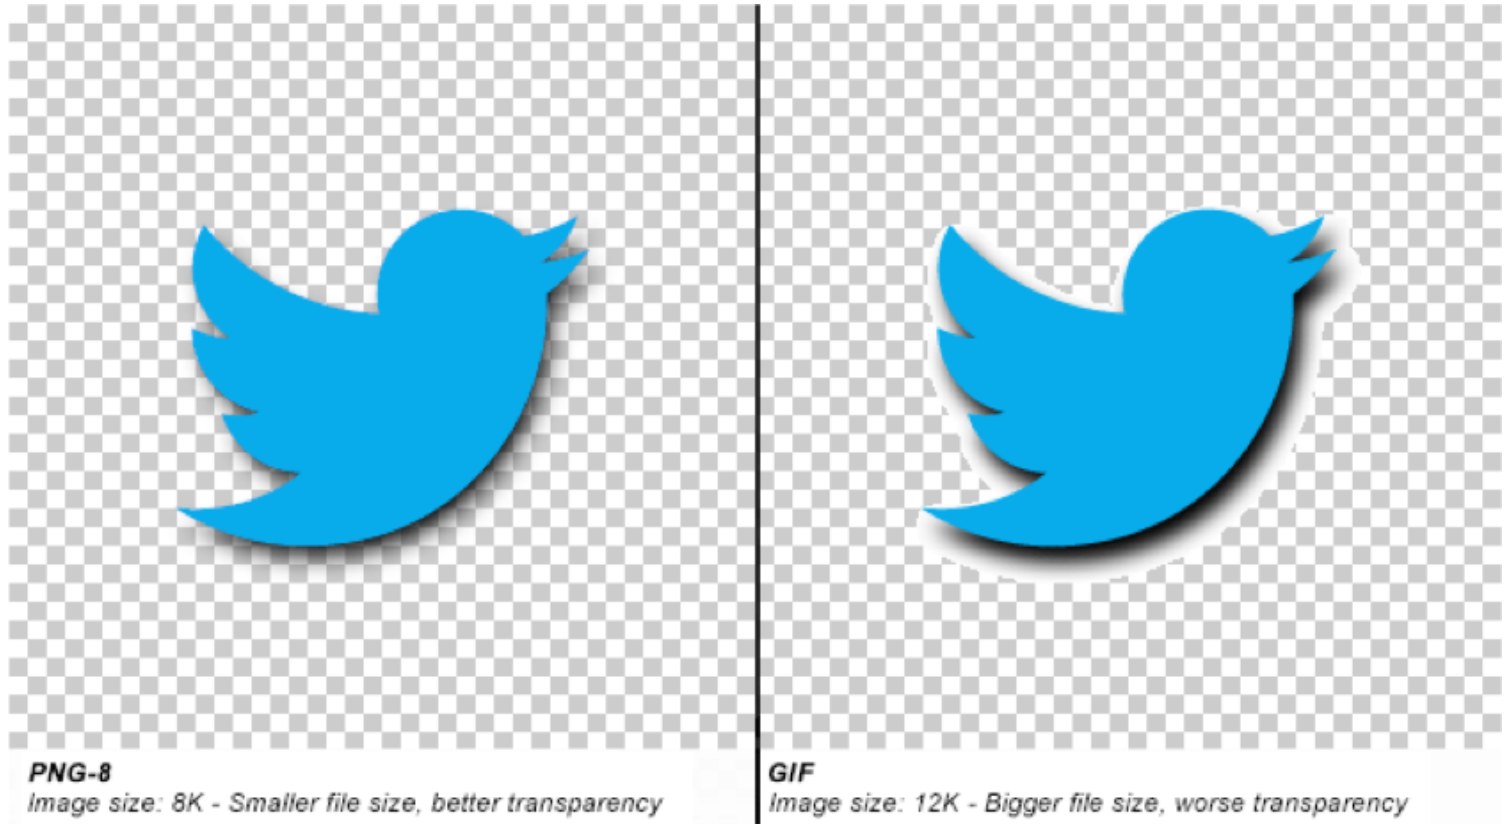 PNG-8
Image size: 8K - Smaller file size, better transparency
GIF
Image size: 12K - Bigger file size, worse transparency